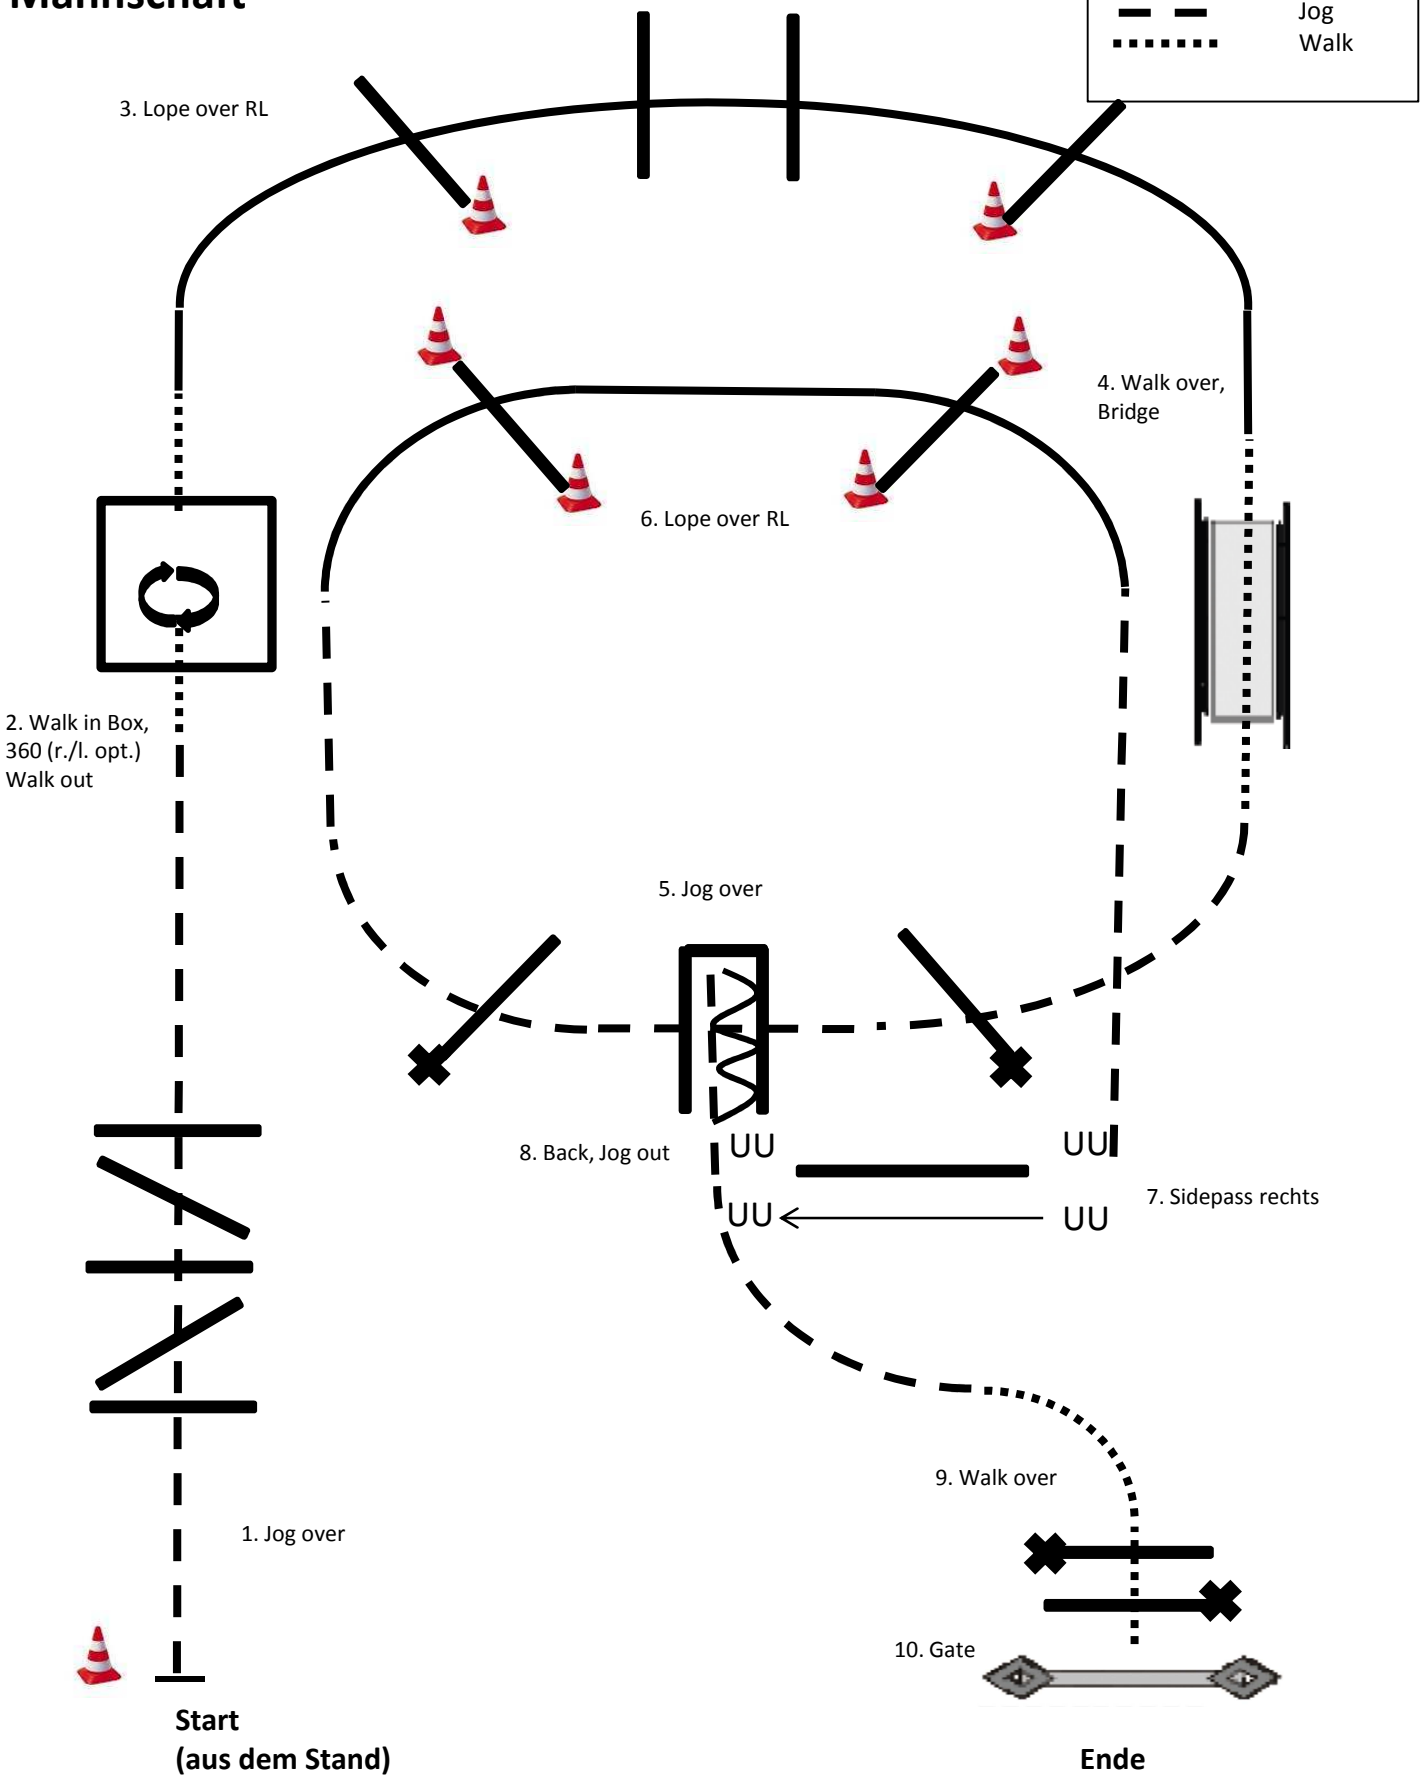 Mannschaft
Jog
Walk
3. Lope over RL
4. Walk over,
Bridge
6. Lope over RL
2. Walk in Box,
360 (r./l. opt.)
Walk out
5. Jog over
8. Back, Jog out
UU
UU
7. Sidepass rechts
UU
UU
9. Walk over
1. Jog over
10. Gate
Start
(aus dem Stand)
Ende